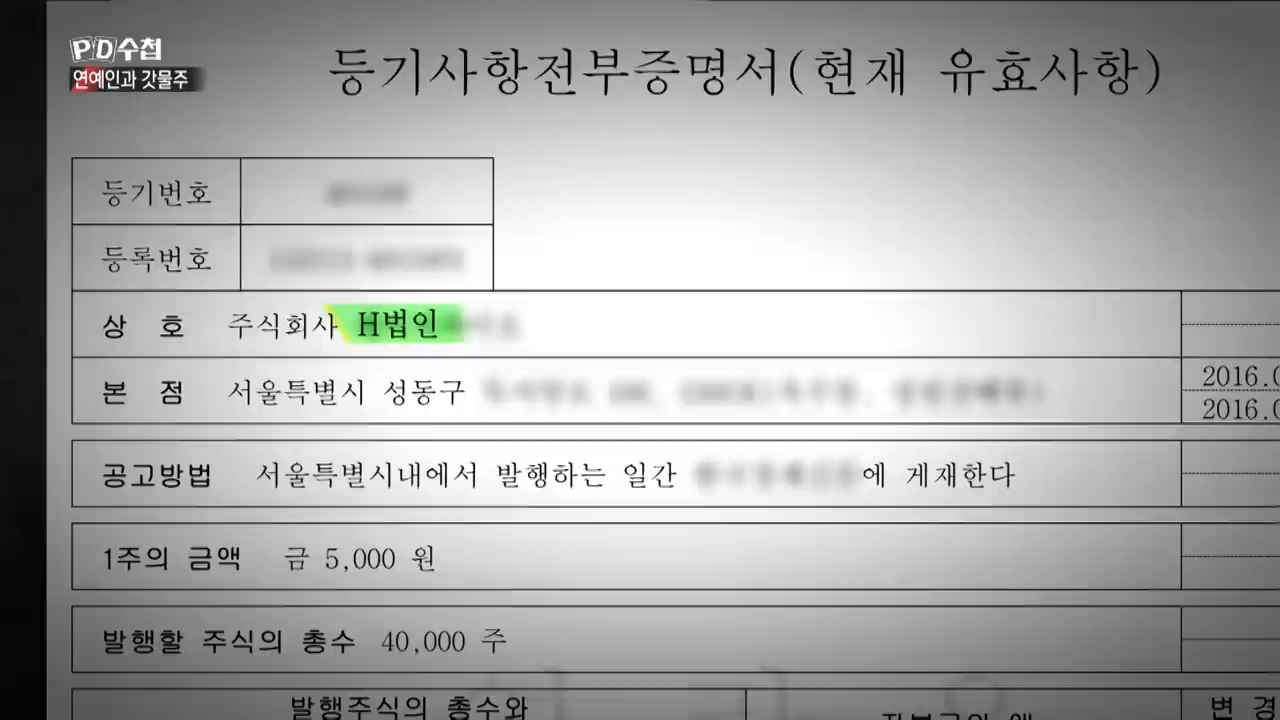 PD수첩
연예인과 갓물주
등기사항전부증명서(현재 유효사항)
등기번호
등록번호
상 호 주식회사 H법인
본 점 서울특별시 성동구
2016.0
2016.0
공고방법 서울특별시내에서 발행하는 일간 에 게재한다
1주의 금액 금 5,000 원
발행할 주식의 총수 40,000 주
발행주식의 총수와
변 경